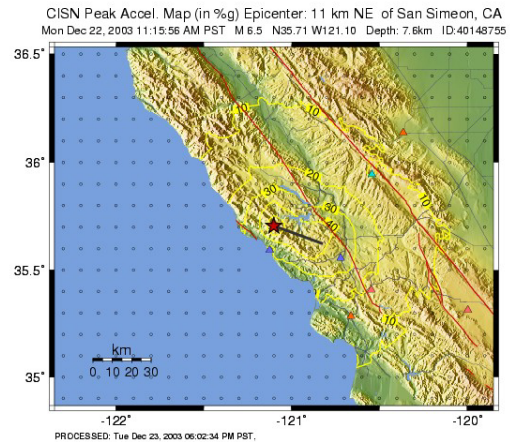 CISN Peak Accel. Map (in %g) Epicenter: 11 km NE of San Simeon, CA
Mon Dec 22, 2003 11:15:56 AM PST M 6.5 N35.71 W121.10 Depth: 7.6km ID:40148755
36.5˚
10
10
36˚
20
10
30
30
40
35.5˚
10
km
0 10 20 30
35˚
-122˚ -121˚ -120˚
PROCESSED: Tue Dec 23, 2003 06:02:34 PM PST,